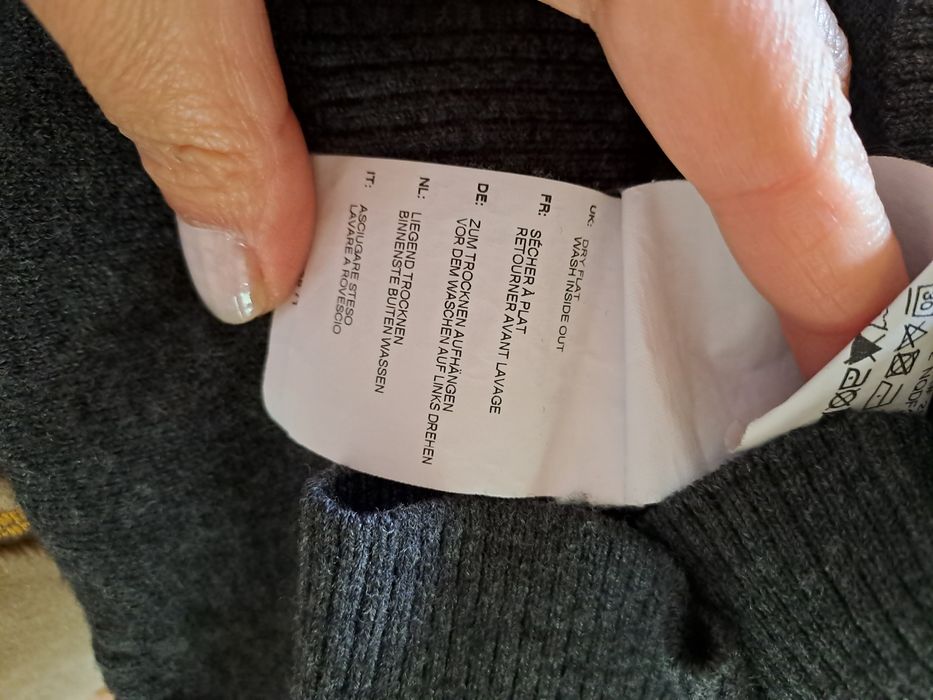 UK: DRY FLAT
WASH INSIDE OUT
FR: SÉCHER À PLAT
RETOURNER AVANT LAVAGE
DE: ZUM TROCKNEN AUFHÄNGEN
VOR DEM WASCHEN AUF LINKS DREHEN
NL: LIEGEND TROCKNEN
BINNENSTE BUITEN WASSEN
IT: ASCIUGARE STESO
LAVARE A ROVESCIO
30